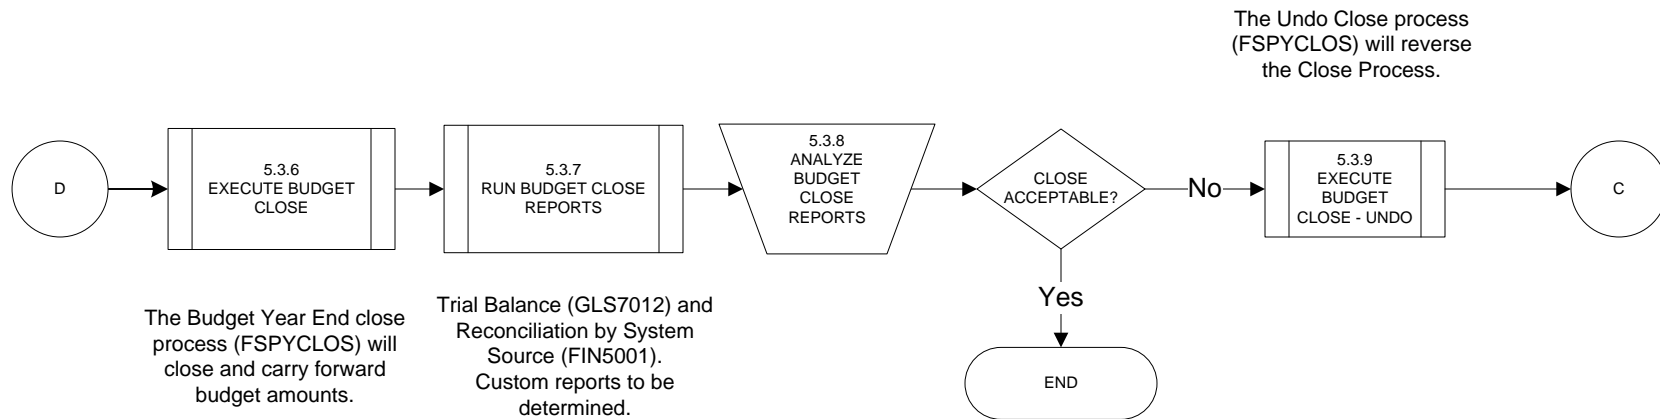 The Undo Close process
(FSPYCLOS) will reverse
the Close Process.
D
5.3.6
EXECUTE BUDGET
CLOSE
5.3.7
RUN BUDGET CLOSE
REPORTS
5.3.8
ANALYZE
BUDGET
CLOSE
REPORTS
CLOSE
ACCEPTABLE?
No
5.3.9
EXECUTE
BUDGET
CLOSE - UNDO
C
Yes
END
The Budget Year End close
process (FSPYCLOS) will
close and carry forward
budget amounts.
Trial Balance (GLS7012) and
Reconciliation by System
Source (FIN5001).
Custom reports to be
determined.